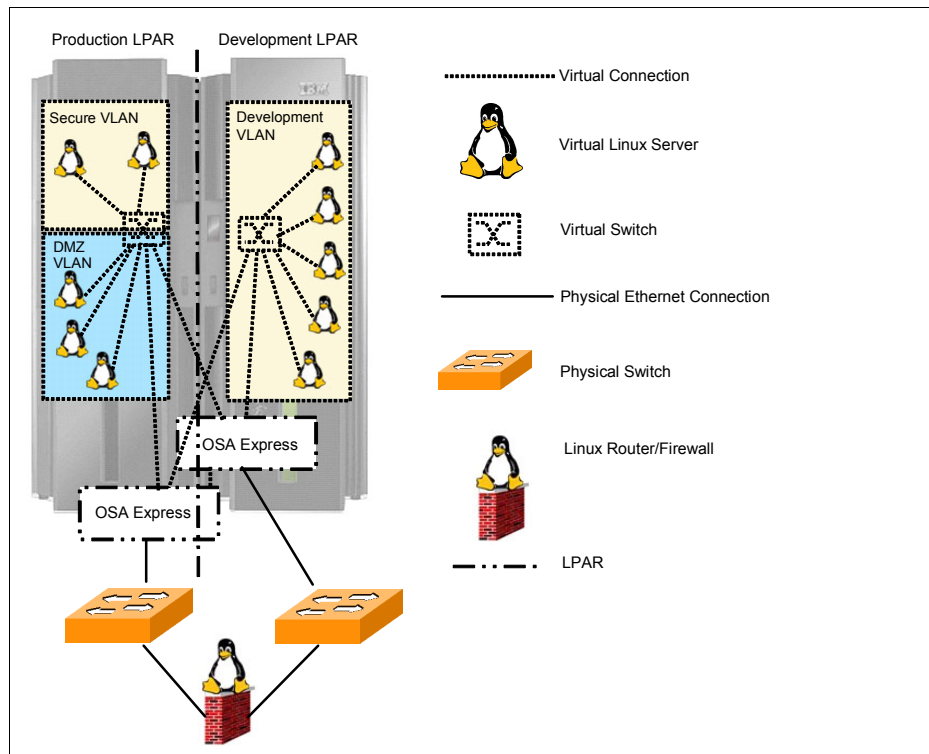 Production LPAR
Development LPAR
IBM
Secure VLAN
Development
VLAN
DMZ
VLAN
OSA Express
OSA Express
Virtual Connection
Virtual Linux Server
Virtual Switch
Physical Ethernet Connection
Physical Switch
Linux Router/Firewall
LPAR